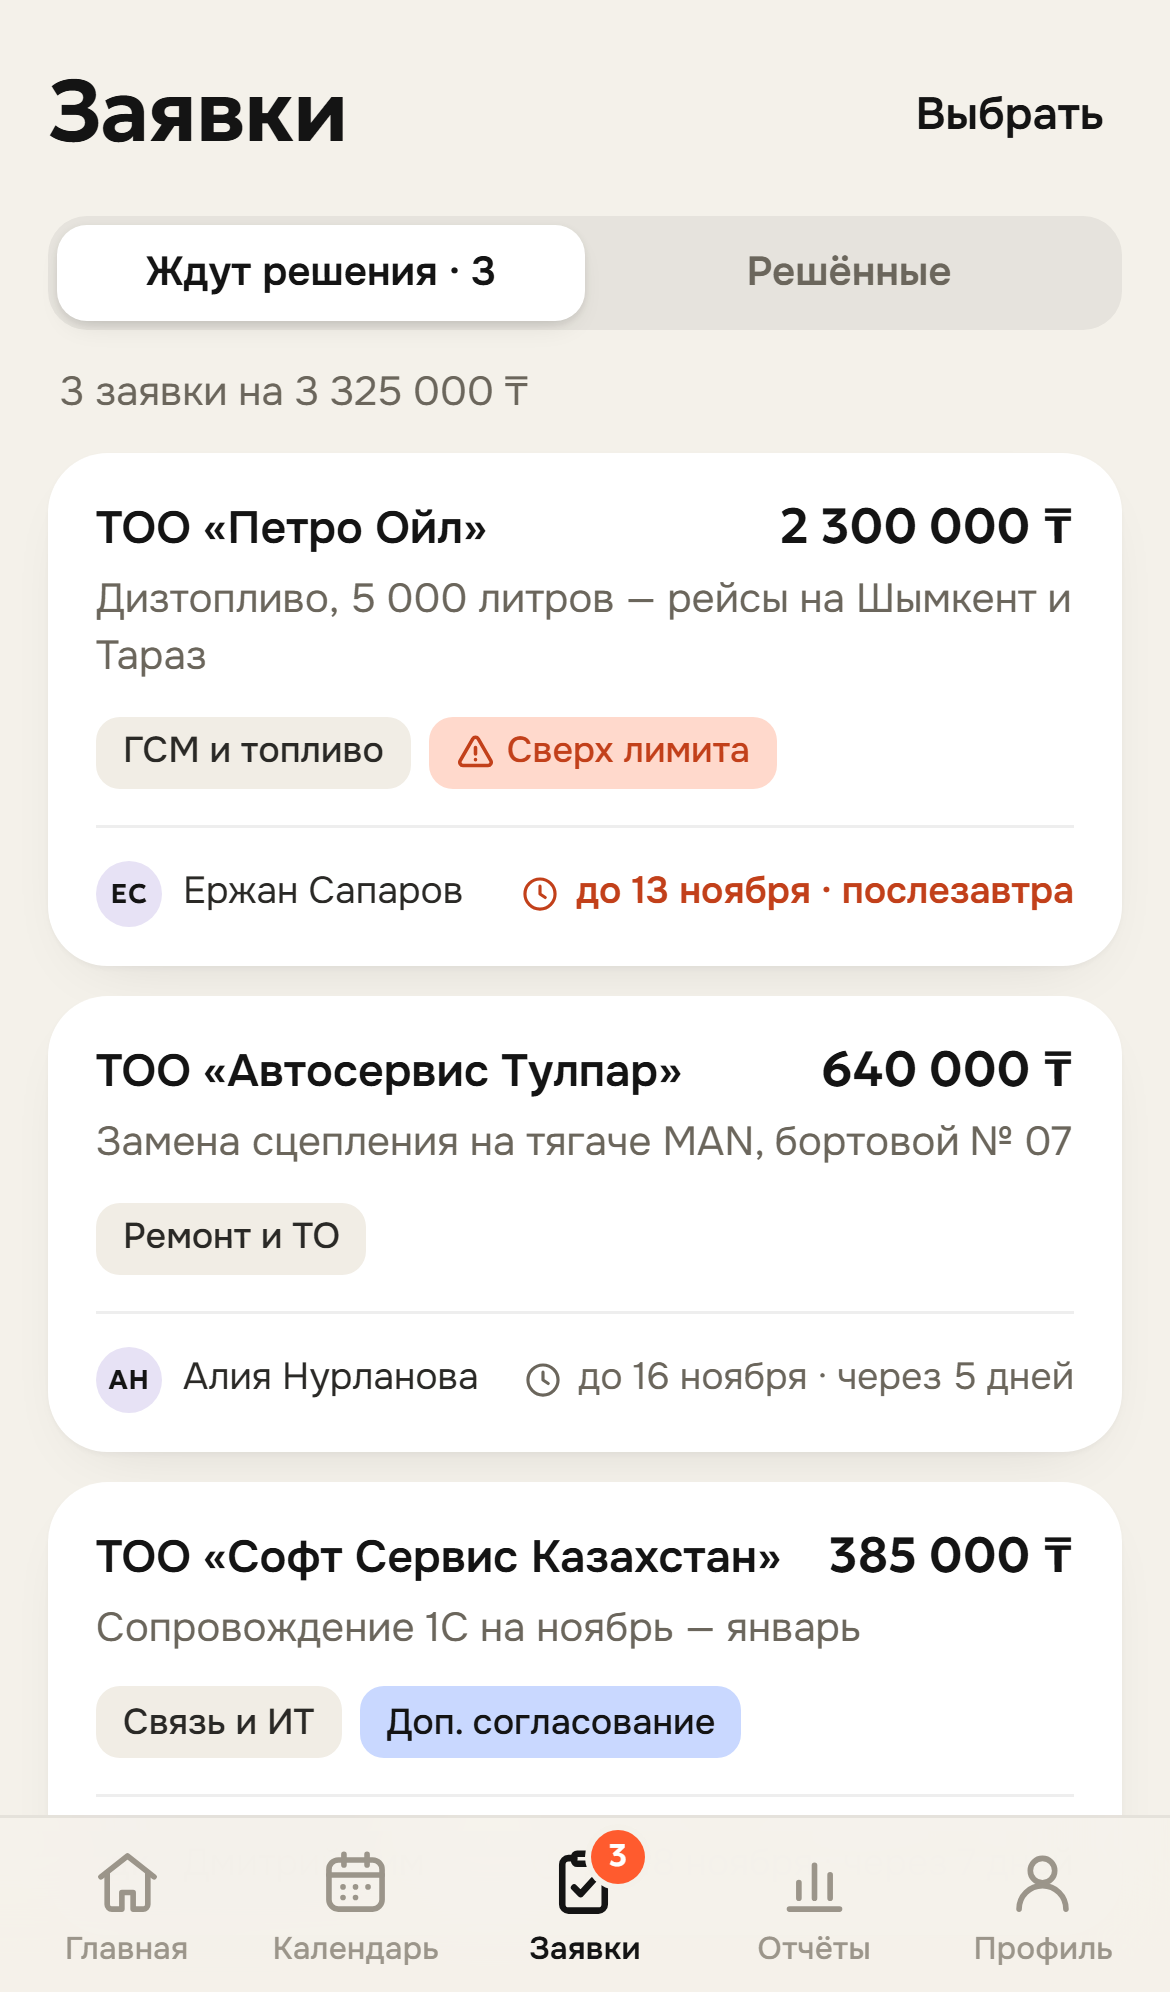 Заявки
Выбрать
Ждут решения · 3
Решённые
3 заявки на 3 325 000 ₸
ТОО «Петро Ойл»
2 300 000 ₸
Дизтопливо, 5 000 литров — рейсы на Шымкент и
Тараз
ГСМ и топливо
Сверх лимита
ЕС
Ержан Сапаров
до 13 ноября · послезавтра
ТОО «Автосервис Тулпар»
640 000 ₸
Замена сцепления на тягаче MAN, бортовой № 07
Ремонт и ТО
АН
Алия Нурланова
до 16 ноября · через 5 дней
ТОО «Софт Сервис Казахстан»
385 000 ₸
Сопровождение 1С на ноябрь — январь
Связь и ИТ
Доп. согласование
3
Главная
Календарь
Заявки
Отчёты
Профиль